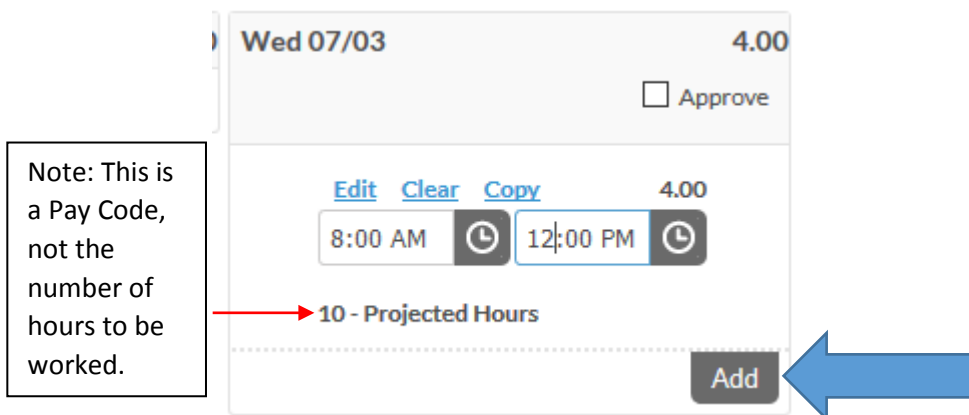 Wed 07/03 4.00
Approve
Note: This is
a Pay Code,
not the
number of
hours to be
worked.
Edit Clear Copy 4.00
8:00 AM 12:00 PM
10 - Projected Hours
Add